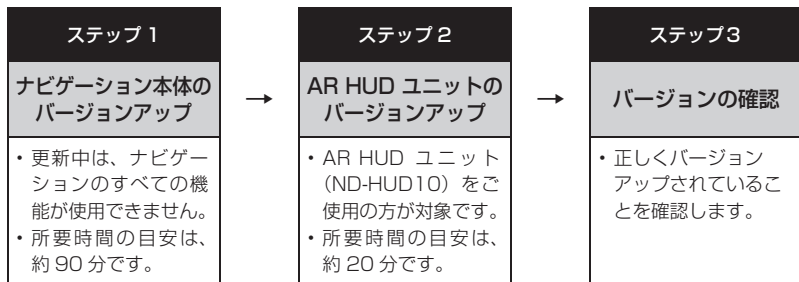 ステップ 1
ナビゲーション本体の
バージョンアップ
・更新中は、ナビゲー
ションのすべての機
能が使用できません。
・所要時間の目安は、
約 90 分です。
→
ステップ 2
AR HUD ユニットの
バージョンアップ
・AR HUD ユニット
（ND-HUD10）をご
使用の方が対象です。
・所要時間の目安は、
約 20 分です。
→
ステップ3
バージョンの確認
・正しくバージョン
アップされているこ
とを確認します。